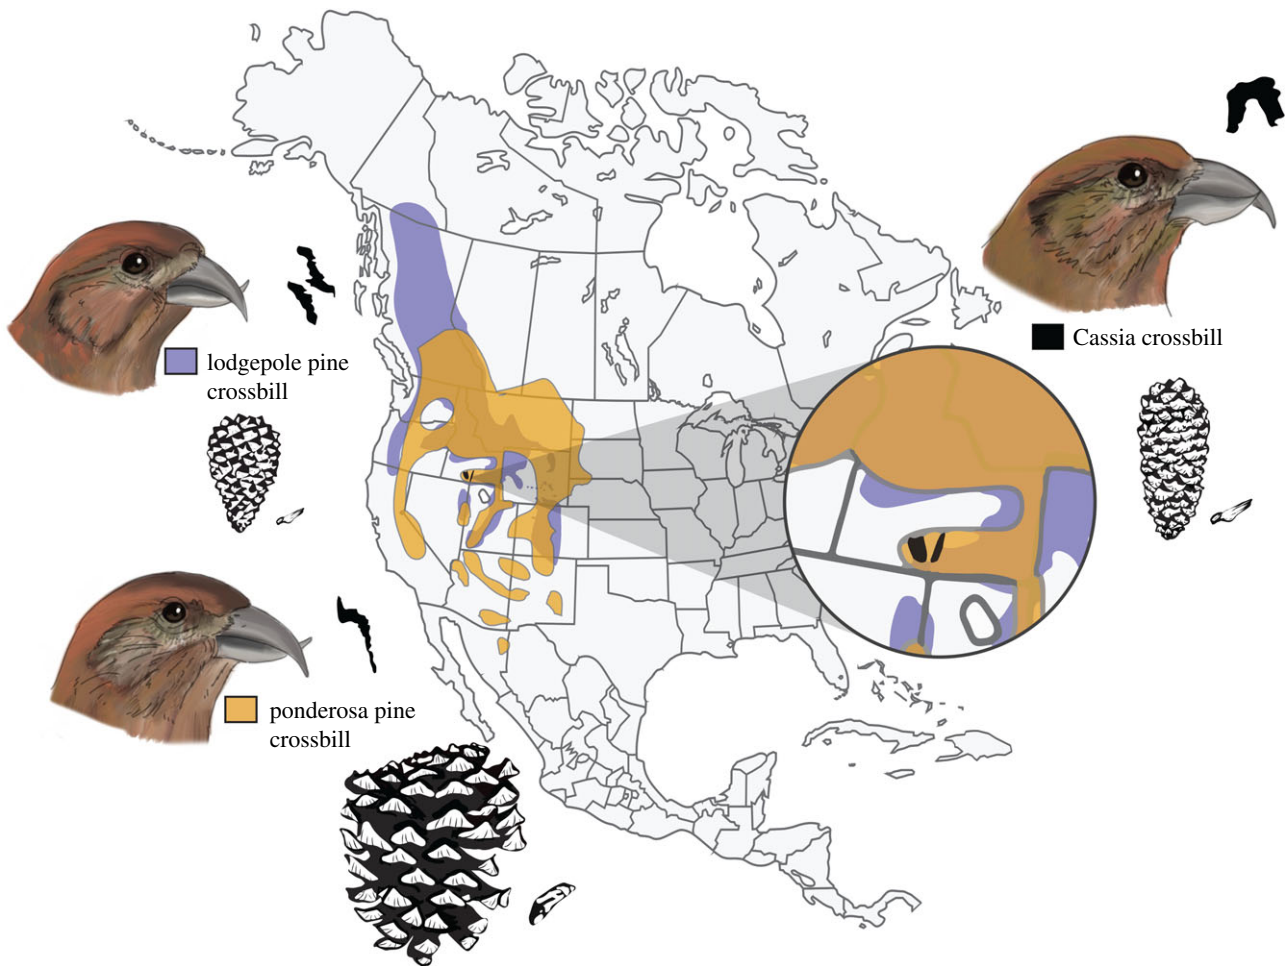 lodgepole pine
crossbill
Cassia crossbill
ponderosa pine
crossbill